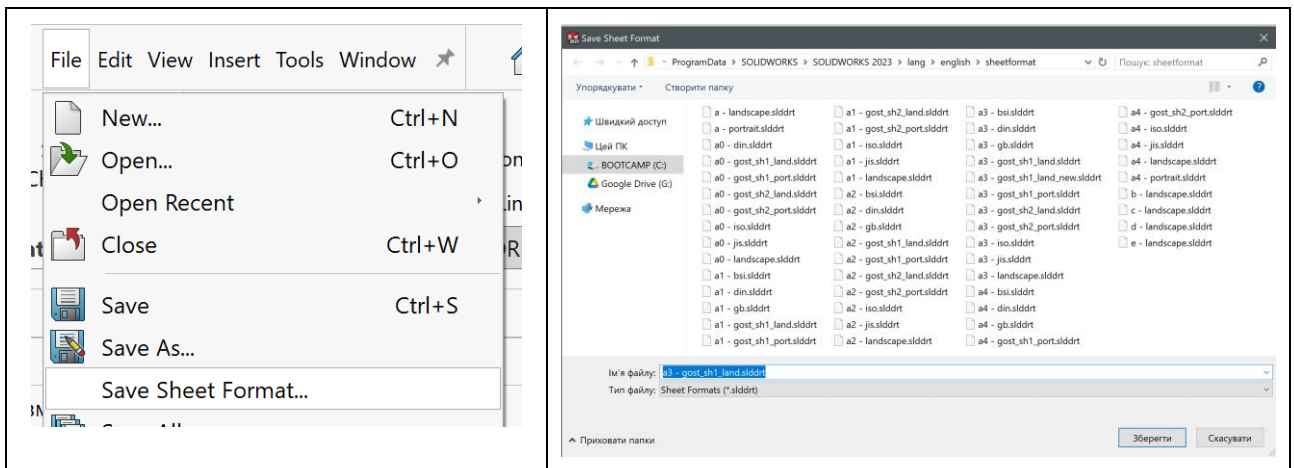 File Edit View Insert Tools Window
New... Ctrl+N
Open... Ctrl+O
Open Recent
Close Ctrl+W
Save Ctrl+S
Save As...
Save Sheet Format...
Save Sheet Format
ProgramData > SOLIDWORKS > SOLIDWORKS 2023 > lang > english > sheetformat
Пошук: sheetformat
Упорядкувати Створити папку
Швидкий доступ
Цей ПК
BOOTCAMP (C:)
Google Drive (G:)
Мережа
a - landscape.slddrt
a - portrait.slddrt
a0 - din.slddrt
a0 - gost_sh1_land.slddrt
a0 - gost_sh1_port.slddrt
a0 - gost_sh2_land.slddrt
a0 - gost_sh2_port.slddrt
a0 - iso.slddrt
a0 - jis.slddrt
a0 - landscape.slddrt
a1 - bsi.slddrt
a1 - din.slddrt
a1 - gb.slddrt
a1 - gost_sh1_land.slddrt
a1 - gost_sh1_port.slddrt
a1 - gost_sh2_land.slddrt
a1 - gost_sh2_port.slddrt
a1 - iso.slddrt
a1 - jis.slddrt
a1 - landscape.slddrt
a2 - bsi.slddrt
a2 - din.slddrt
a2 - gb.slddrt
a2 - gost_sh1_land.slddrt
a2 - gost_sh1_port.slddrt
a2 - gost_sh2_land.slddrt
a2 - gost_sh2_port.slddrt
a2 - iso.slddrt
a2 - jis.slddrt
a2 - landscape.slddrt
a3 - bsi.slddrt
a3 - din.slddrt
a3 - gb.slddrt
a3 - gost_sh1_land.slddrt
a3 - gost_sh1_land_new.slddrt
a3 - gost_sh1_port.slddrt
a3 - gost_sh2_land.slddrt
a3 - gost_sh2_port.slddrt
a3 - iso.slddrt
a3 - jis.slddrt
a3 - landscape.slddrt
a4 - bsi.slddrt
a4 - din.slddrt
a4 - gb.slddrt
a4 - gost_sh1_port.slddrt
a4 - gost_sh2_port.slddrt
a4 - iso.slddrt
a4 - jis.slddrt
a4 - landscape.slddrt
a4 - portrait.slddrt
b - landscape.slddrt
c - landscape.slddrt
d - landscape.slddrt
e - landscape.slddrt
Ім'я файлу: a3 - gost_sh1_land.slddrt
Тип файлу: Sheet Formats (*.slddrt)
Приховати папки
Зберегти Скасувати